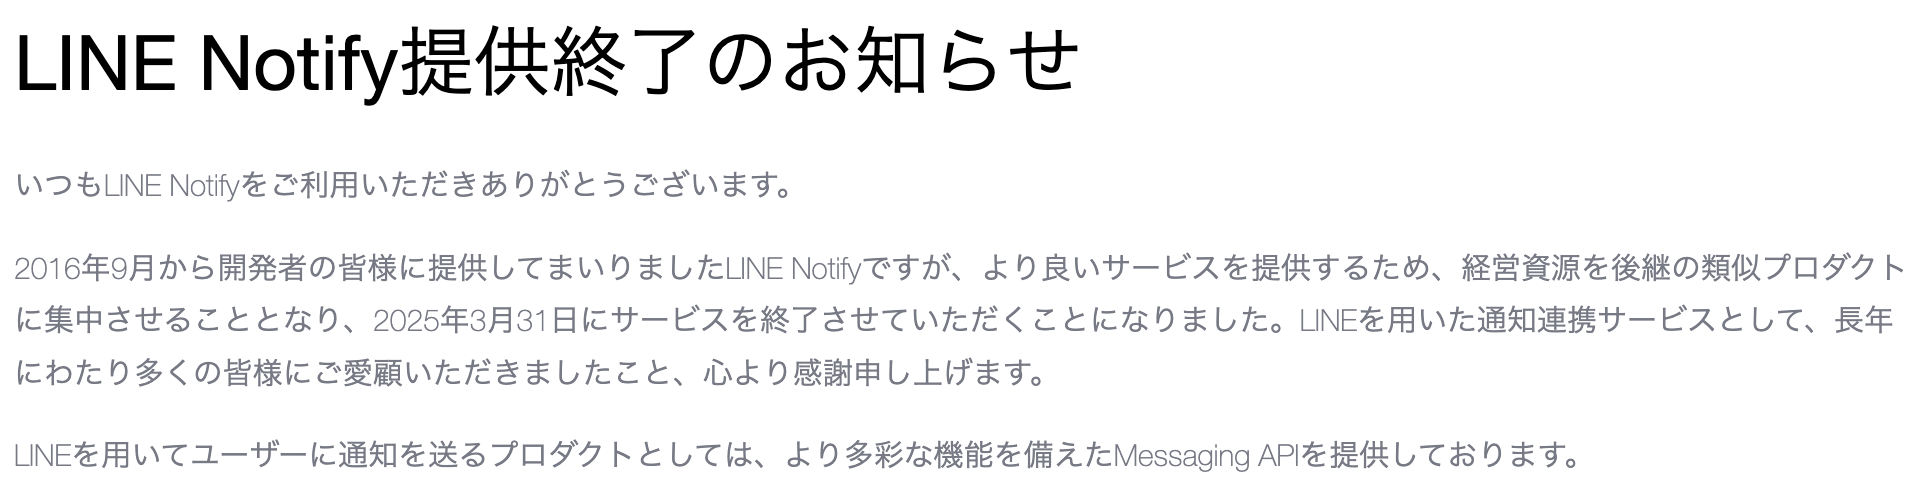 LINE Notify提供終了のお知らせ
いつもLINE Notifyをご利用いただきありがとうございます。
2016年9月から開発者の皆様に提供してまいりましたLINE Notifyですが、より良いサービスを提供するため、経営資源を後継の類似プロダクト
に集中させることとなり、2025年3月31日にサービスを終了させていただくことになりました。LINEを用いた通知連携サービスとして、長年
にわたり多くの皆様にご愛顧いただきましたこと、心より感謝申し上げます。
LINEを用いてユーザーに通知を送るプロダクトとしては、より多彩な機能を備えたMessaging APIを提供しております。